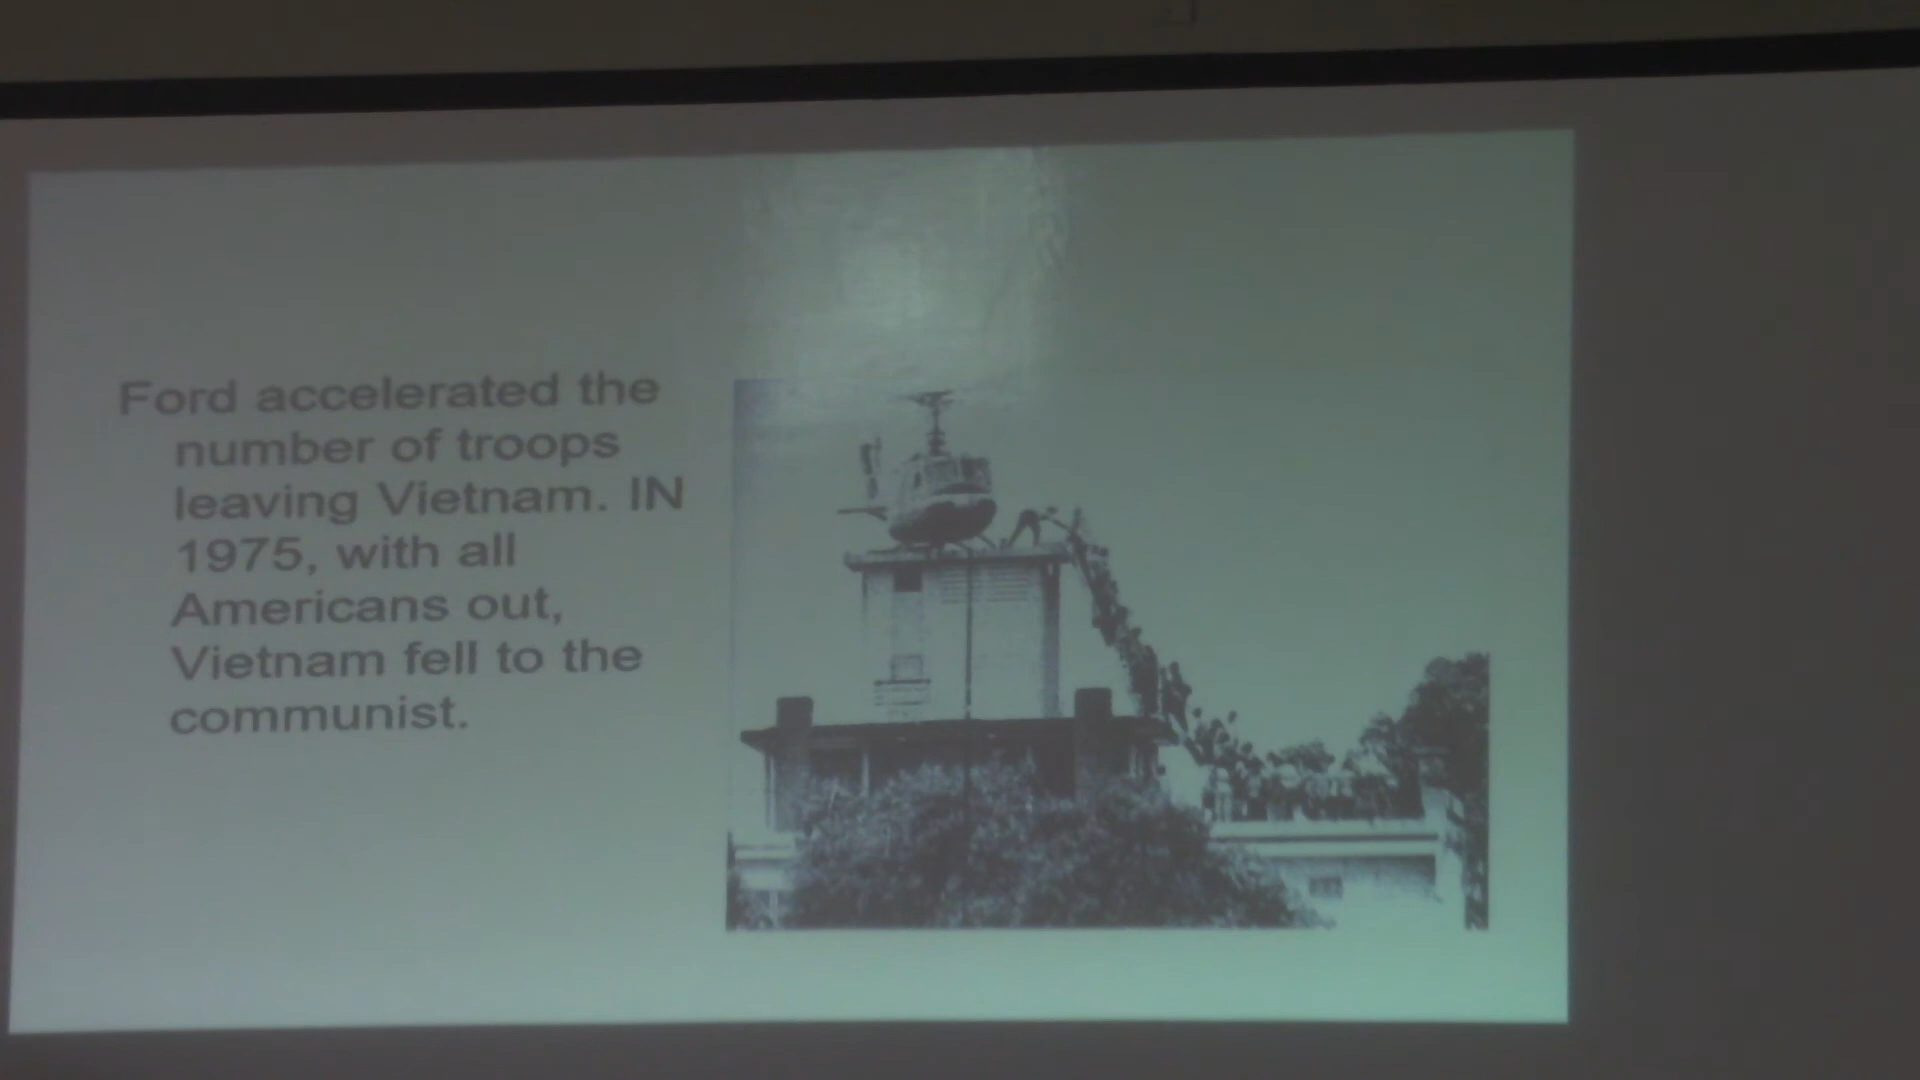 Ford accelerated the
number of troops
leaving Vietnam. IN
1975, with all
Americans out,
Vietnam fell to the
communist.